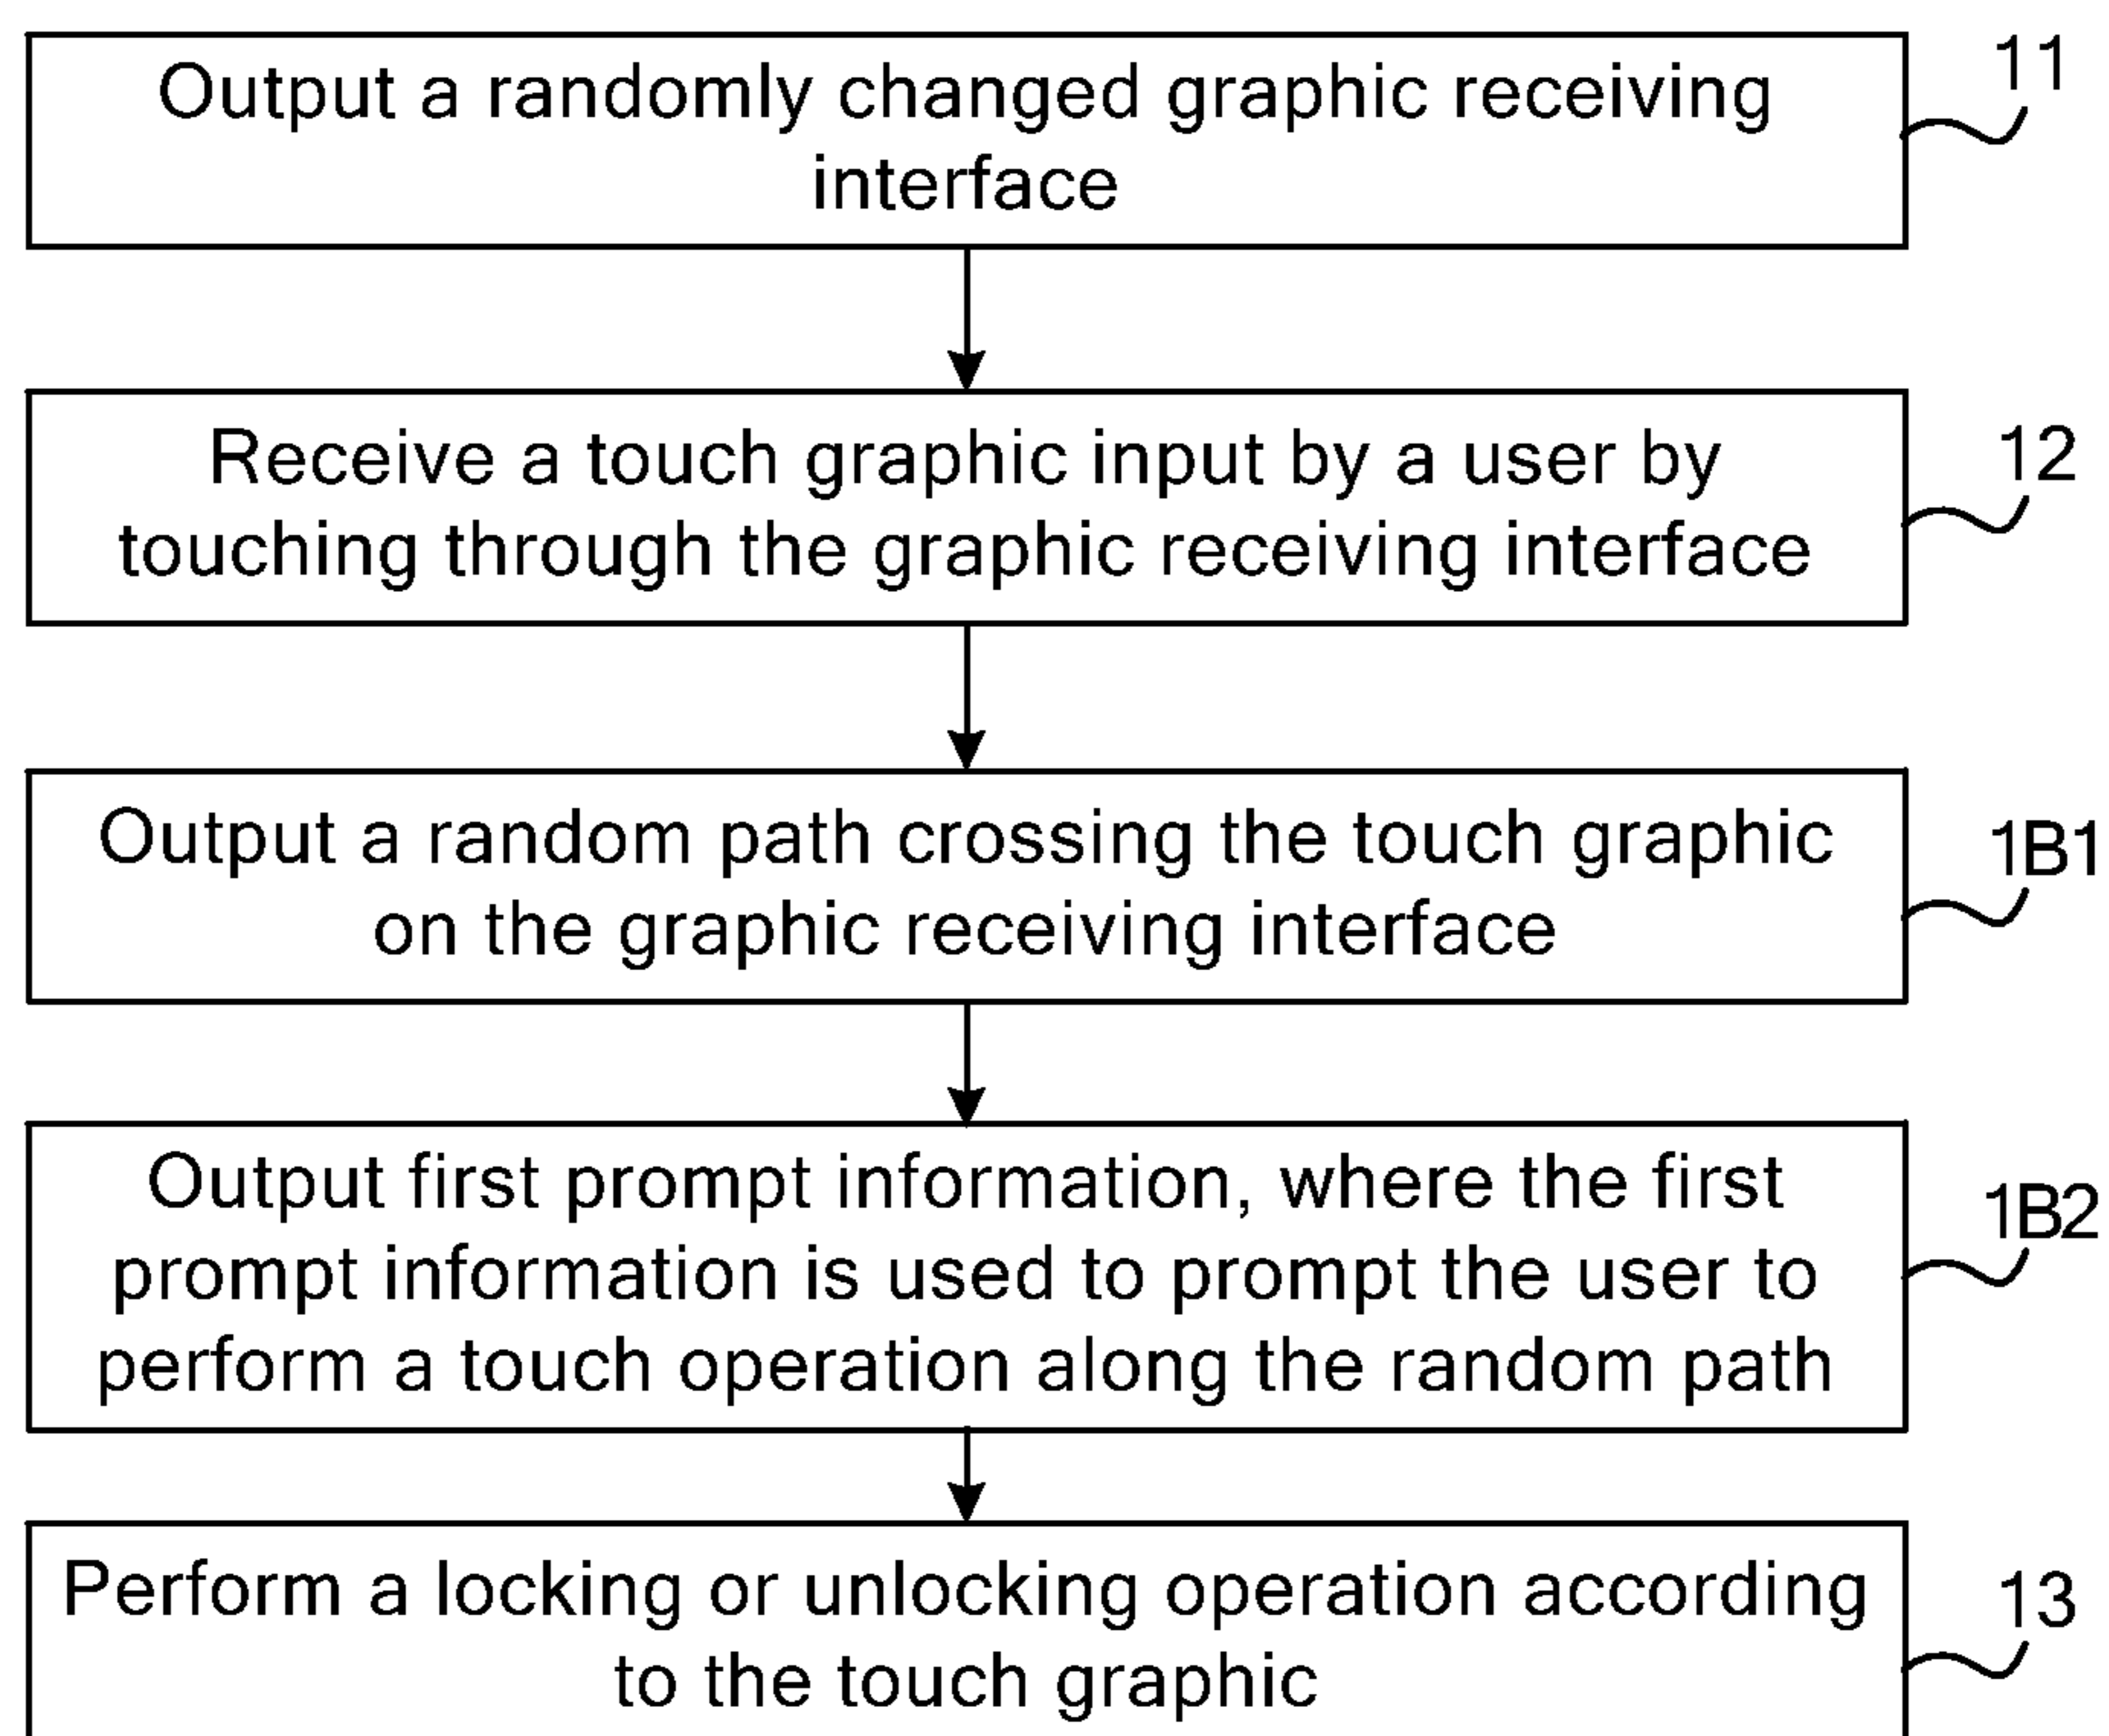 Output a randomly changed graphic receiving
interface
11
Receive a touch graphic input by a user by
touching through the graphic receiving interface
12
Output a random path crossing the touch graphic
on the graphic receiving interface
1B1
Output first prompt information, where the first
prompt information is used to prompt the user to
perform a touch operation along the random path
1B2
Perform a locking or unlocking operation according
to the touch graphic
13